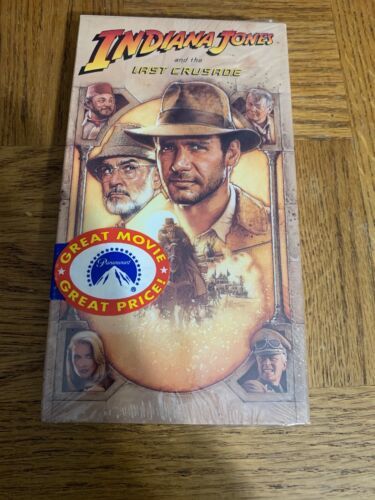 INDIANA JONES
and the
LAST CRUSADE
GREAT MOVIE
Paramount
®
GREAT PRICE!